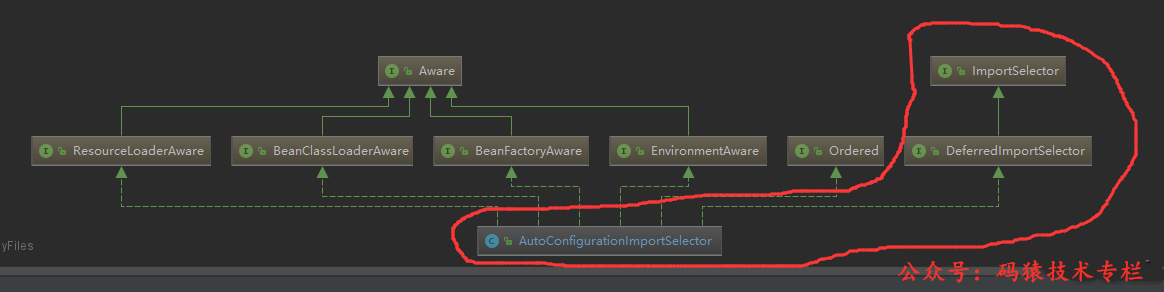 Aware
ImportSelector
ResourceLoaderAware BeanClassLoaderAware BeanFactoryAware EnvironmentAware Ordered DeferredImportSelector
AutoConfigurationImportSelector
yFiles
公众号：码猿技术专栏